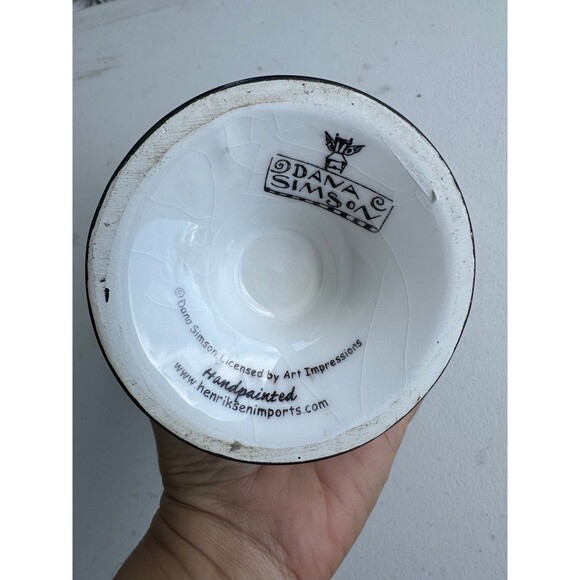 DANA
SIMSON
© Dana Simson, Licensed by Art Impressions
Handpainted
www.henriksenimports.com